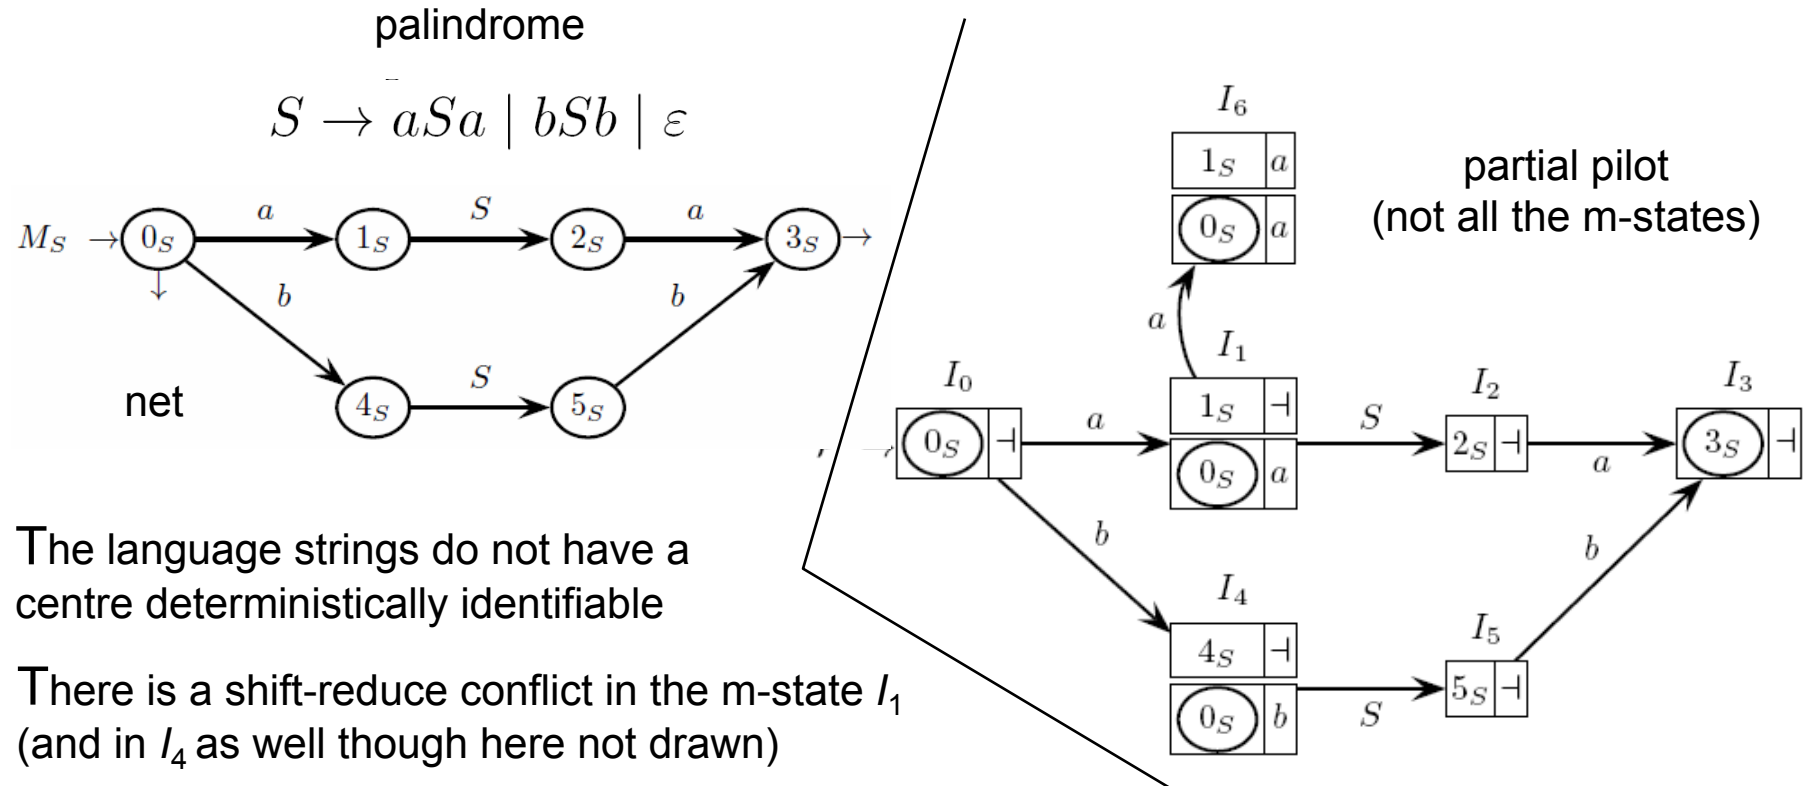 palindrome
S → aSa | bSb | ε
M_S → 0_S a 1_S S 2_S a 3_S →
↓
b
b
4_S S 5_S
net
The language strings do not have a
centre deterministically identifiable
There is a shift-reduce conflict in the m-state I_1
(and in I_4 as well though here not drawn)
partial pilot
(not all the m-states)
I_6
1_S a
0_S a
a
I_1
1_S ⊣
0_S a
I_0
0_S ⊣
a
S
I_2
2_S ⊣
a
I_3
3_S ⊣
b
b
I_4
4_S ⊣
0_S b
S
I_5
5_S ⊣